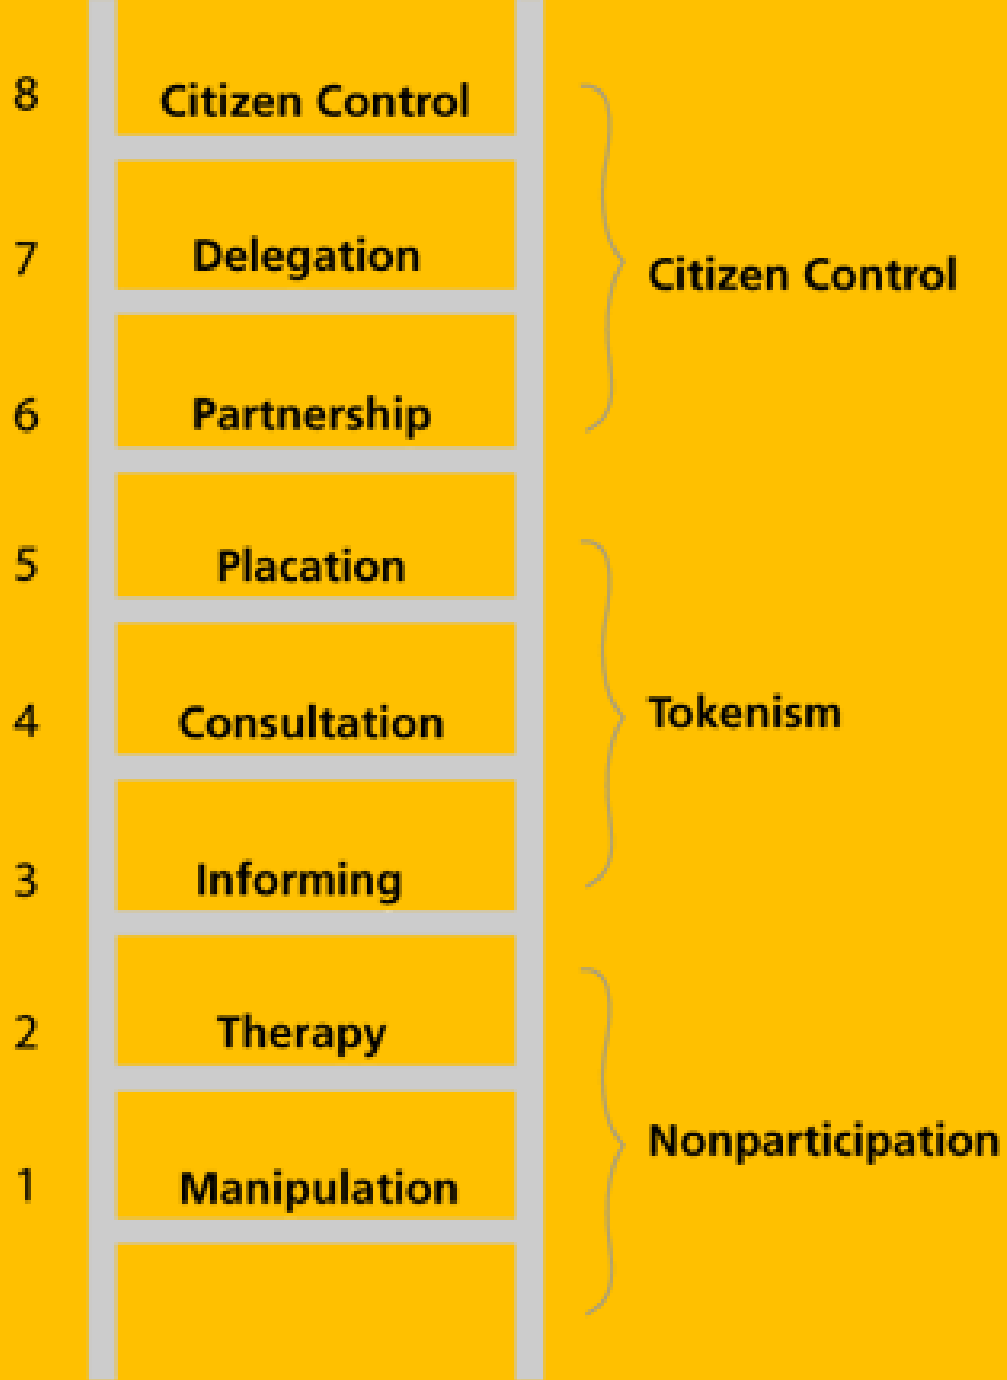 8 Citizen Control
7 Delegation
Citizen Control
6 Partnership
5 Placation
4 Consultation
Tokenism
3 Informing
2 Therapy
Nonparticipation
1 Manipulation